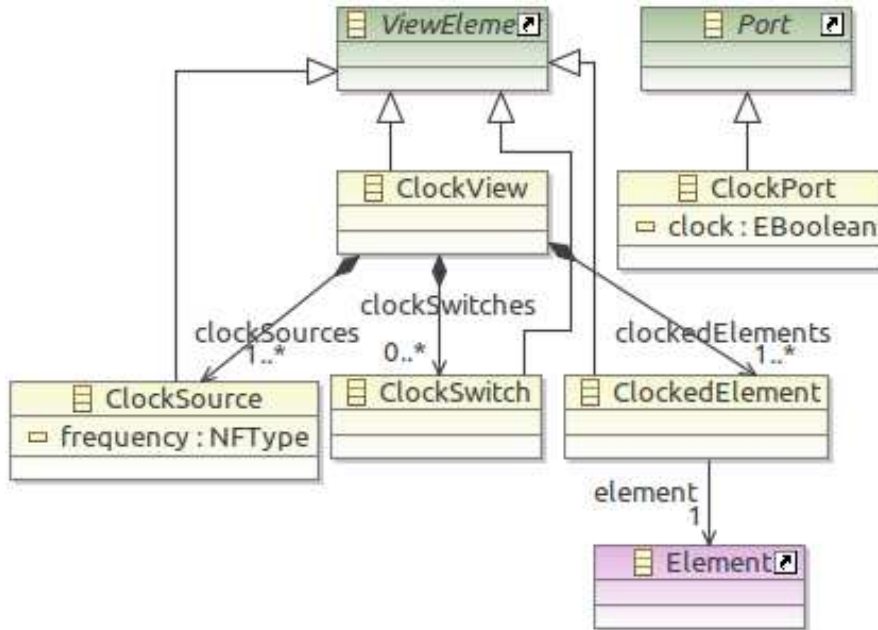 ViewEleme
Port
ClockView
ClockPort
clock : EBoolean
clockSources
1..*
clockSwitches
0..*
clockedElements
1..*
ClockSource
frequency : NFType
ClockSwitch
ClockedElement
element
1
Element